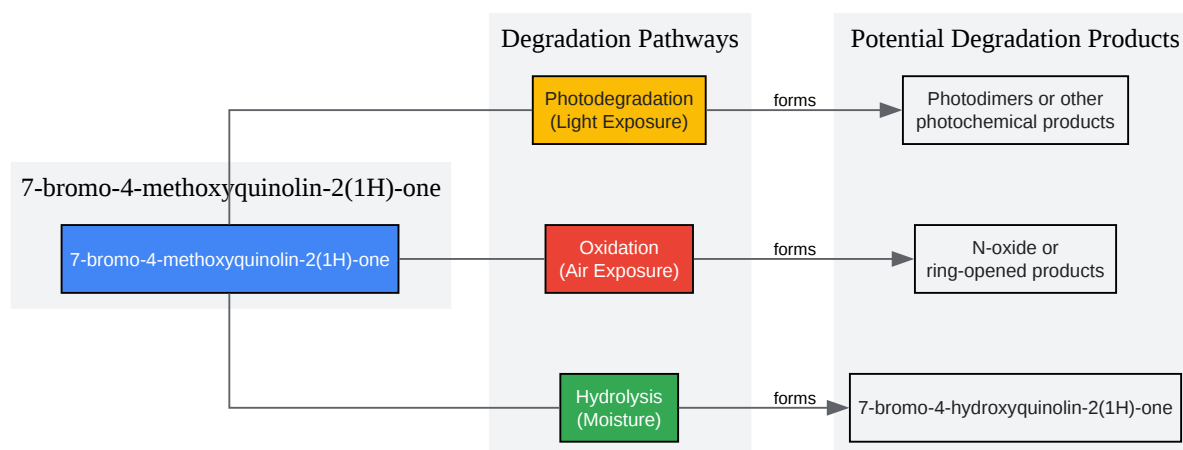 Degradation Pathways
Potential Degradation Products
Photodegradation
(Light Exposure)
forms
Photodimers or other
photochemical products
7-bromo-4-methoxyquinolin-2(1H)-one
7-bromo-4-methoxyquinolin-2(1H)-one
Oxidation
(Air Exposure)
forms
N-oxide or
ring-opened products
Hydrolysis
(Moisture)
forms
7-bromo-4-hydroxyquinolin-2(1H)-one